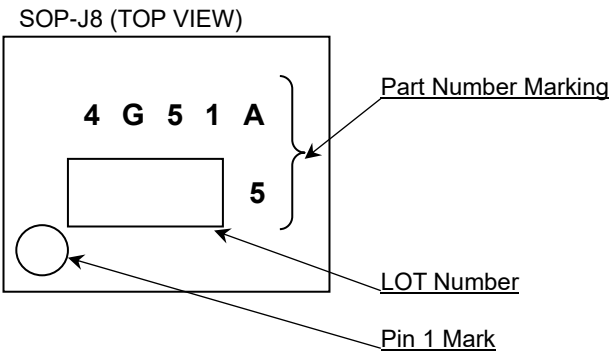 SOP-J8 (TOP VIEW)
Part Number Marking
4 G 5 1 A
5
LOT Number
Pin 1 Mark